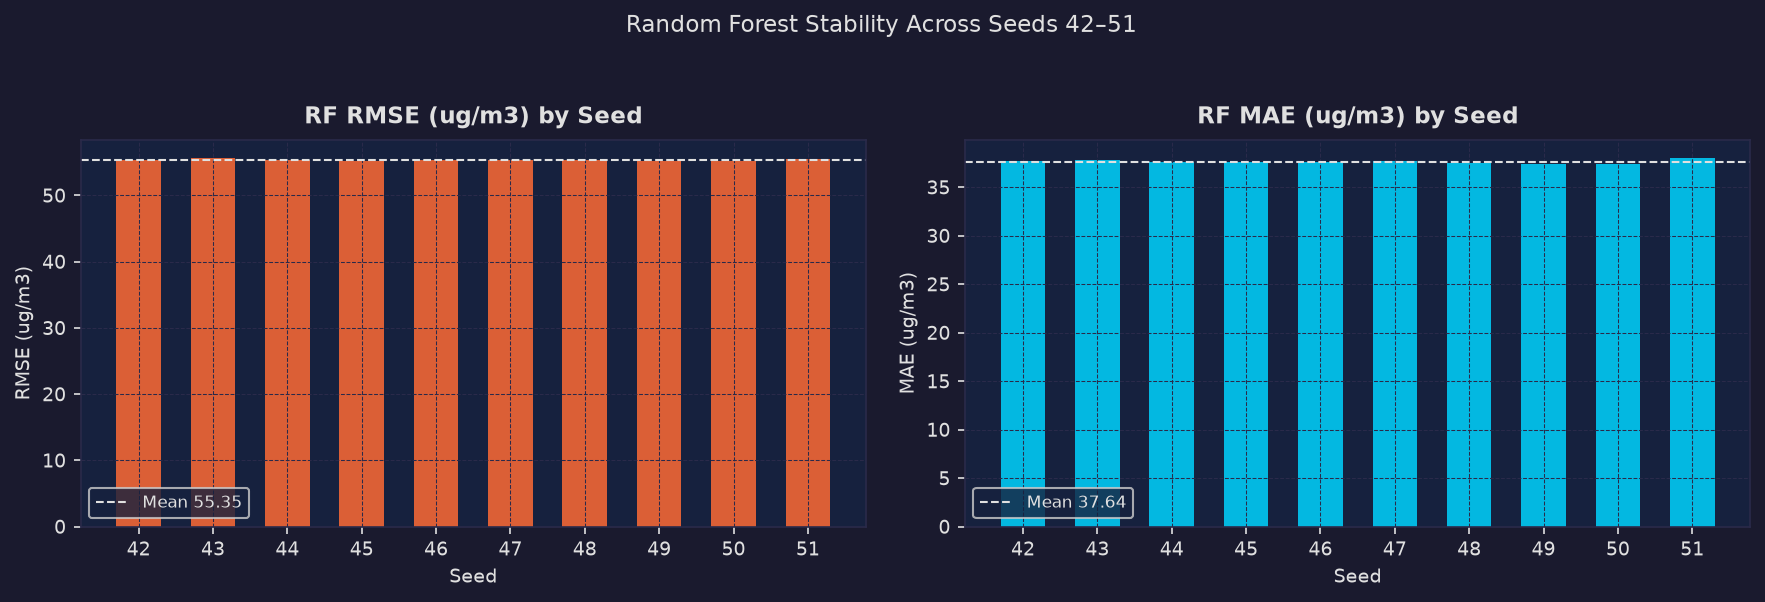 Random Forest Stability Across Seeds 42–51
RF RMSE (ug/m3) by Seed
RMSE (ug/m3)
50
40
30
20
10
0
Mean 55.35
42 43 44 45 46 47 48 49 50 51
Seed
RF MAE (ug/m3) by Seed
MAE (ug/m3)
35
30
25
20
15
10
5
0
Mean 37.64
42 43 44 45 46 47 48 49 50 51
Seed